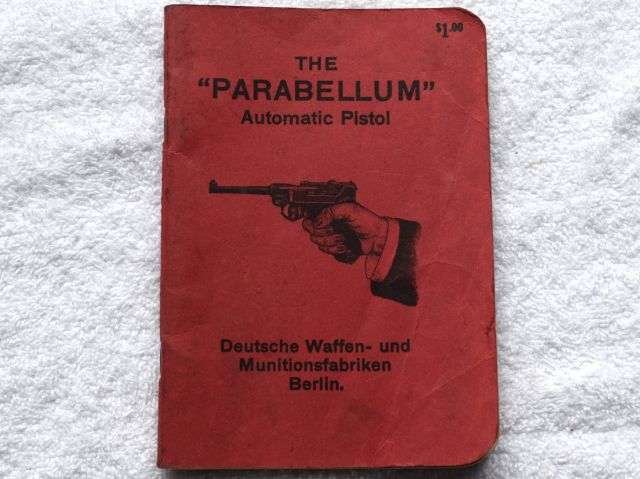 $1.00
THE
"PARABELLUM"
Automatic Pistol
Deutsche Waffen- und
Munitionsfabriken
Berlin.